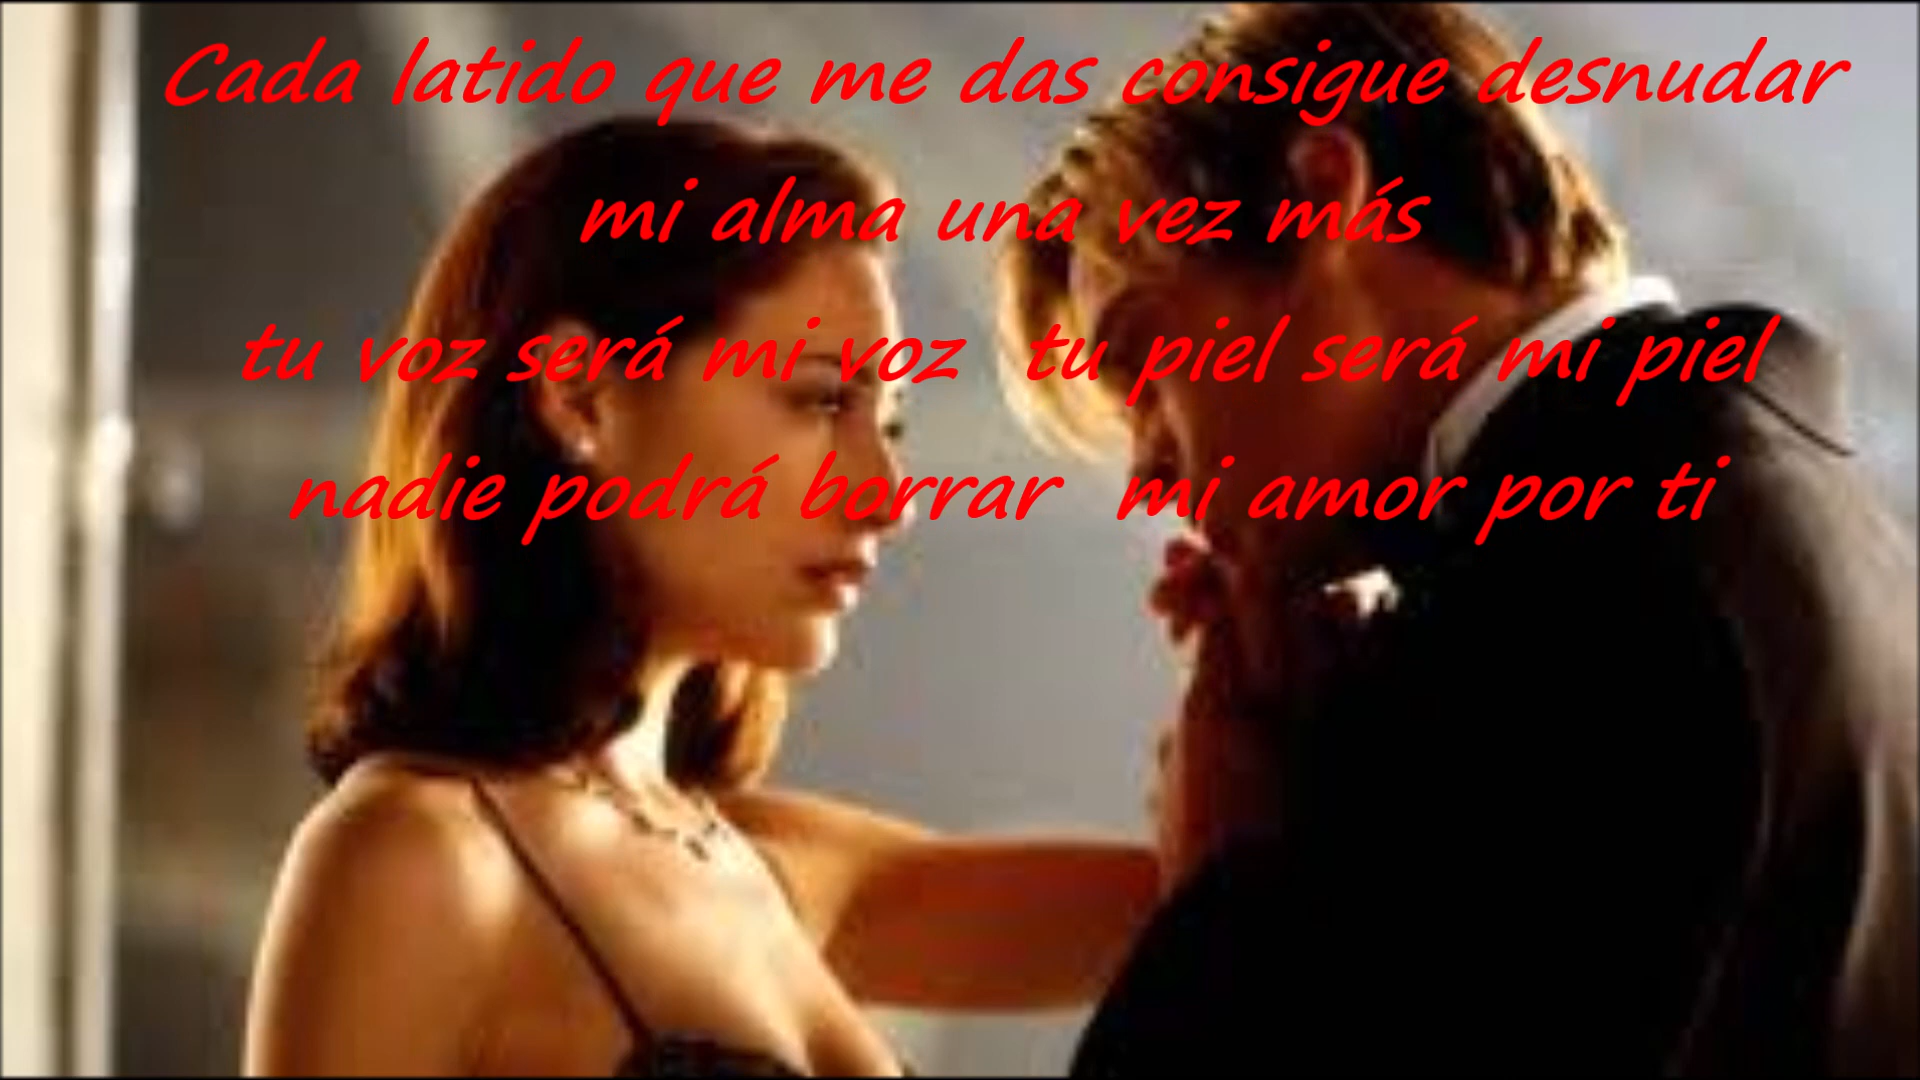 Cada latido que me das consigue desnudar
mi alma una vez más
tu voz será mi voz tu piel será mi piel
nadie podrá borrar mi amor por ti